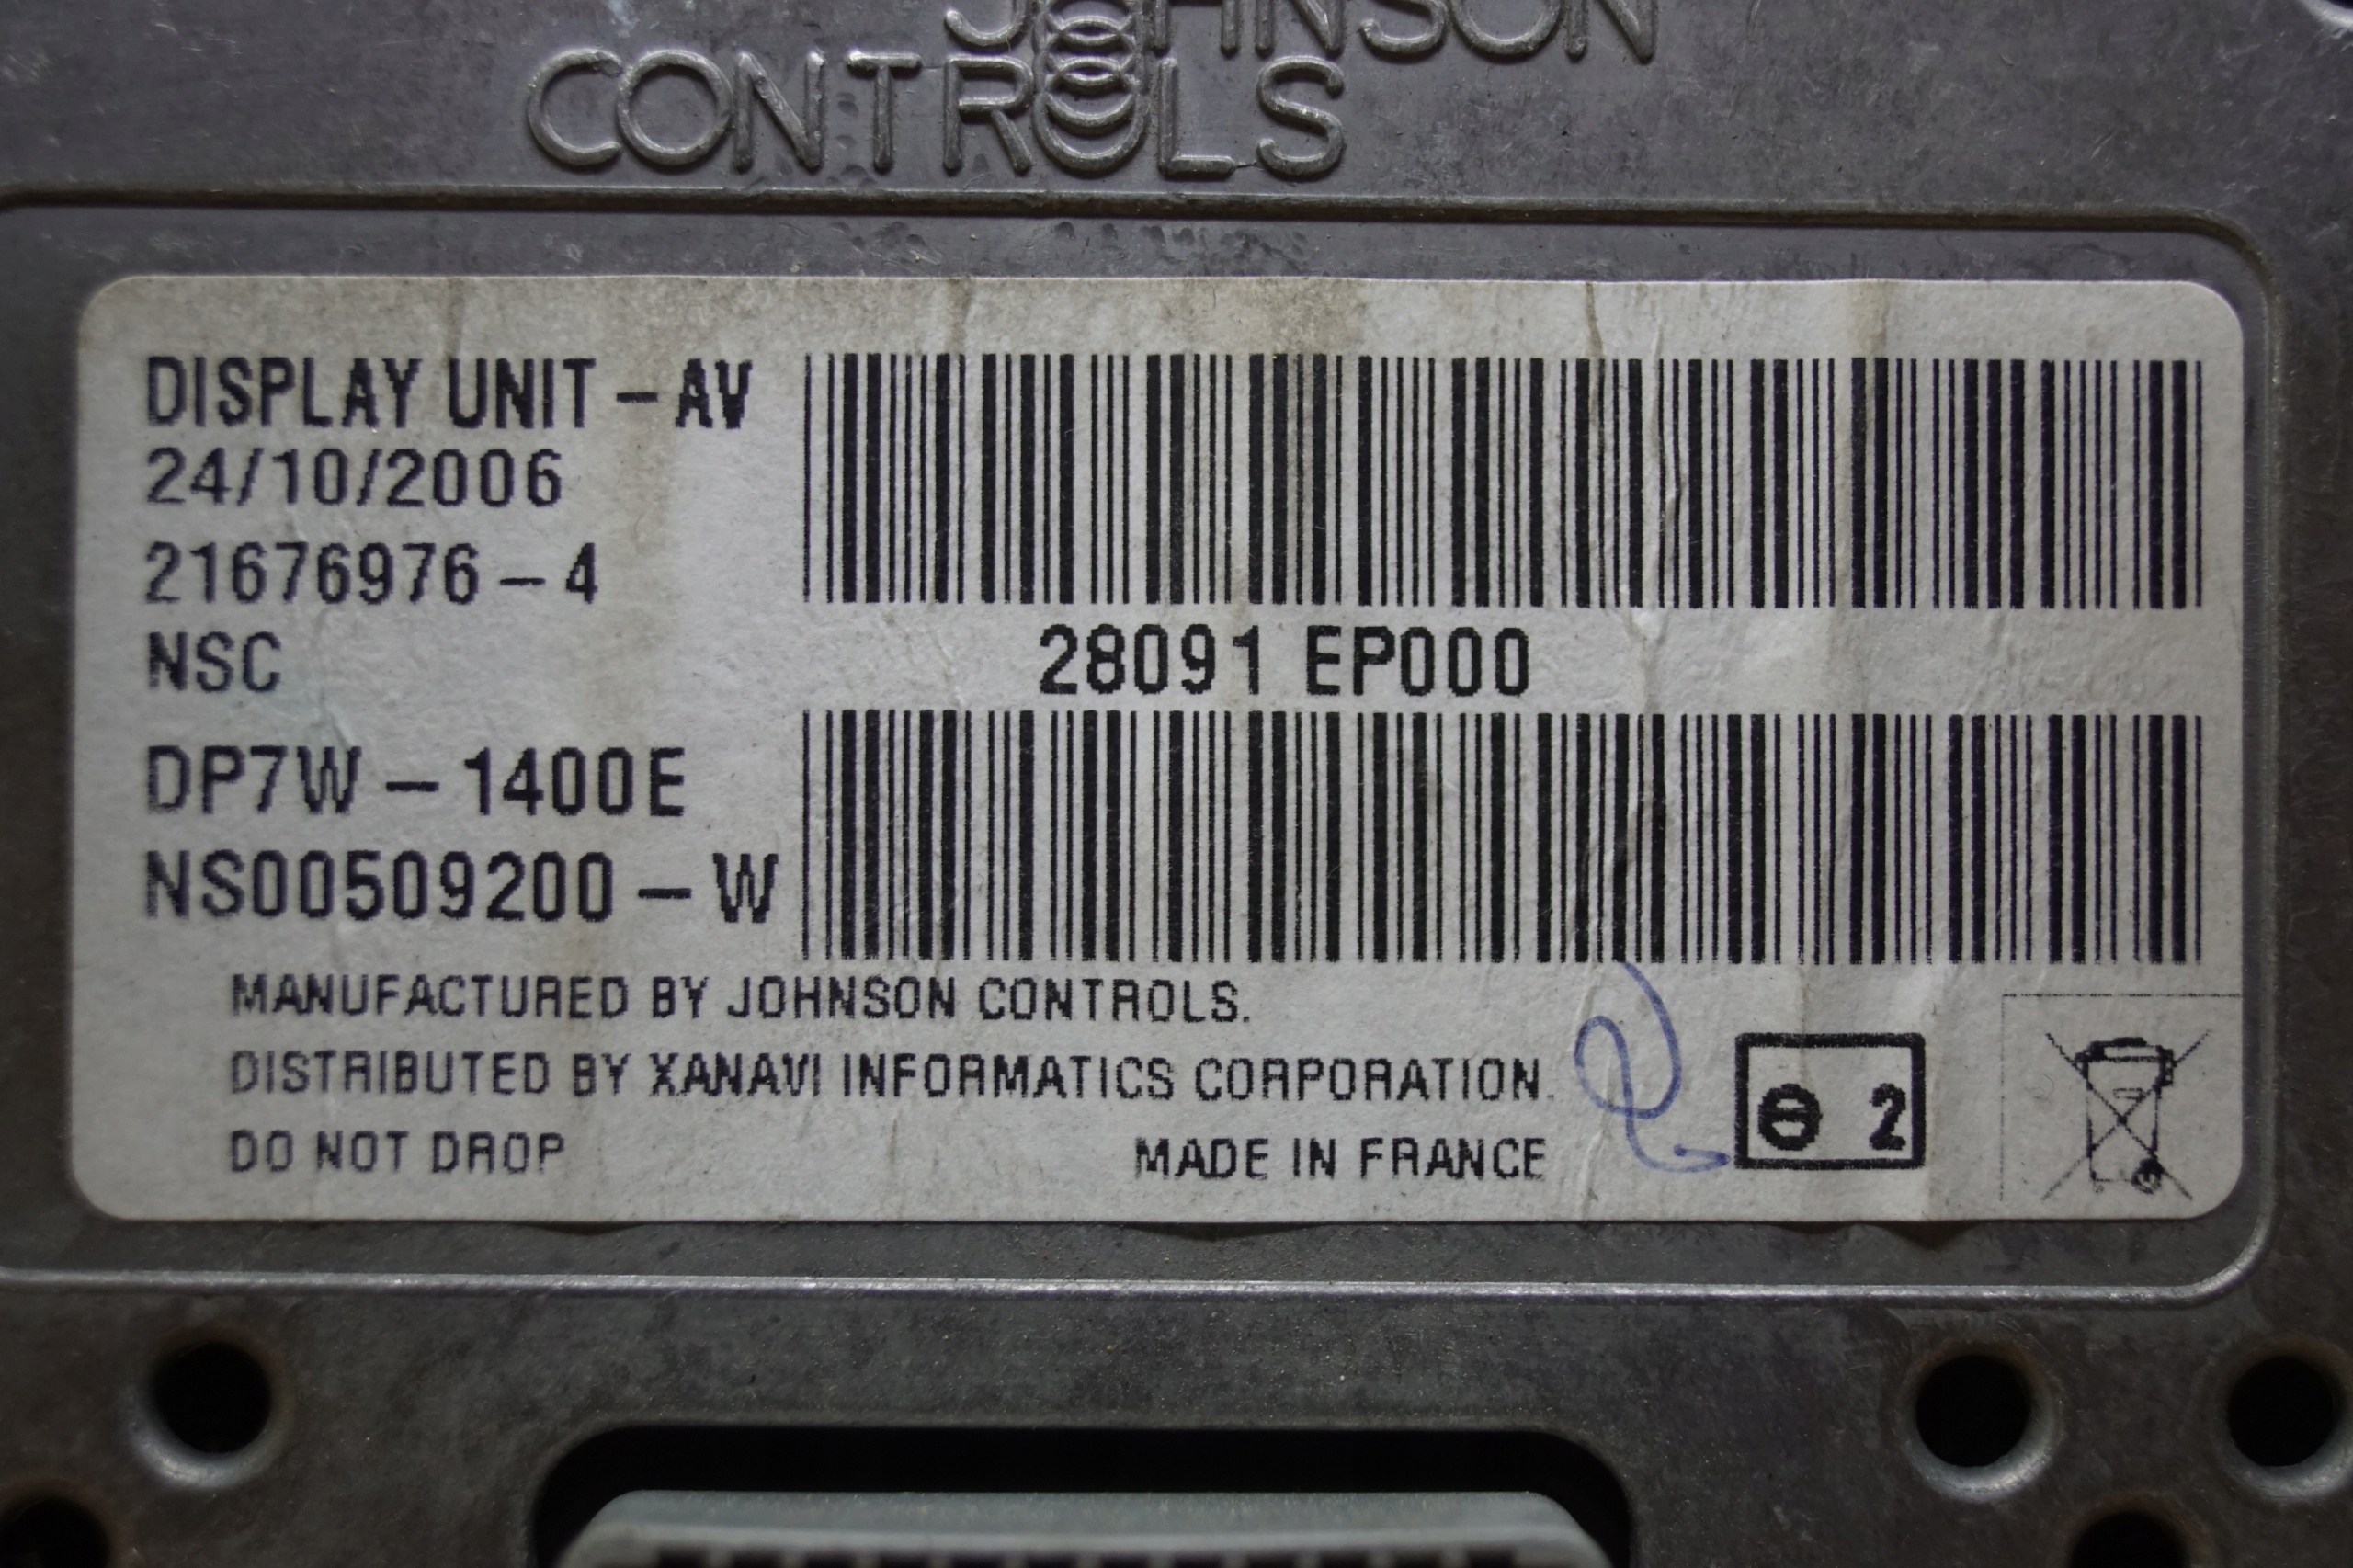 JOHNSON
CONTROLS
DISPLAY UNIT - AV
24/10/2006
21676976 - 4
NSC
28091 EP000
DP7W - 1400E
NS00509200 - W
MANUFACTURED BY JOHNSON CONTROLS.
DISTRIBUTED BY XANAVI INFORMATICS CORPORATION.
DO NOT DROP MADE IN FRANCE
⊖ 2